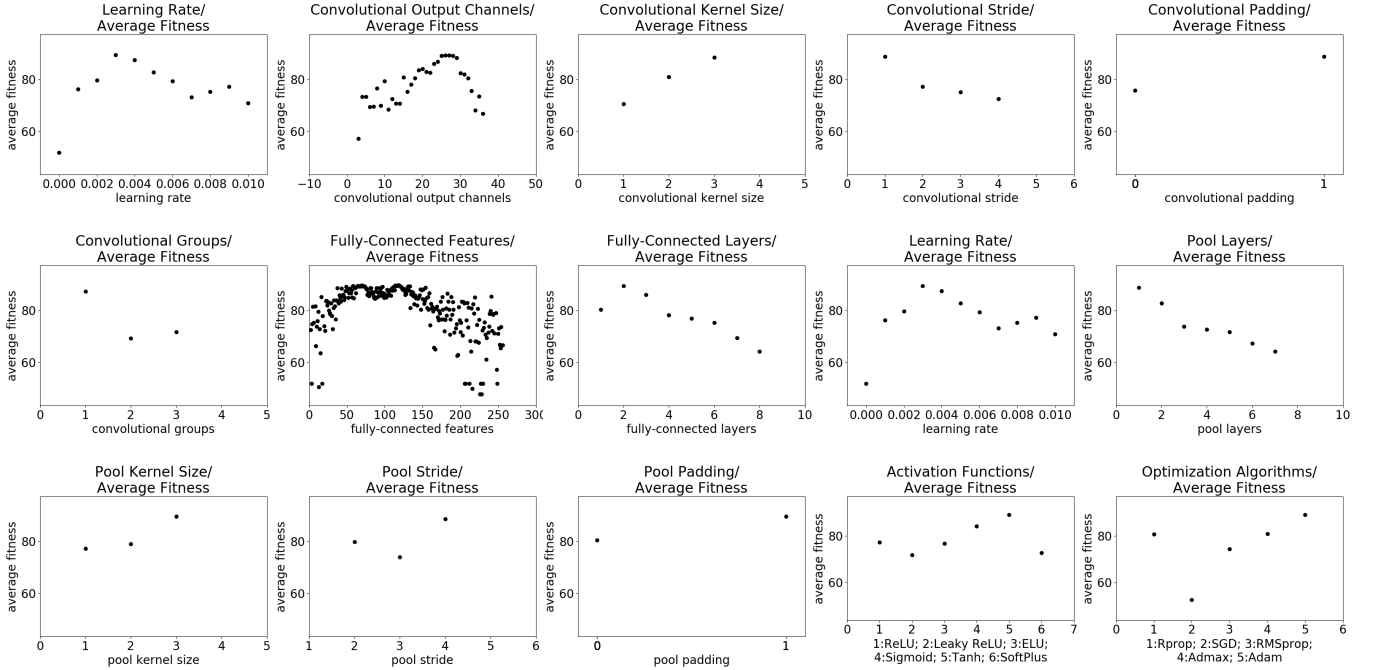 Learning Rate/
Average Fitness
average fitness
80
60
0.000 0.002 0.004 0.006 0.008 0.010
learning rate
Convolutional Output Channels/
Average Fitness
average fitness
80
60
−10 0 10 20 30 40 50
convolutional output channels
Convolutional Kernel Size/
Average Fitness
average fitness
80
60
0 1 2 3 4 5
convolutional kernel size
Convolutional Stride/
Average Fitness
average fitness
80
60
0 1 2 3 4 5 6
convolutional stride
Convolutional Padding/
Average Fitness
average fitness
80
60
0 1
convolutional padding
Convolutional Groups/
Average Fitness
average fitness
80
60
0 1 2 3 4 5
convolutional groups
Fully-Connected Features/
Average Fitness
average fitness
80
60
0 50 100 150 200 250 300
fully-connected features
Fully-Connected Layers/
Average Fitness
average fitness
80
60
0 2 4 6 8 10
fully-connected layers
Learning Rate/
Average Fitness
average fitness
80
60
0.000 0.002 0.004 0.006 0.008 0.010
learning rate
Pool Layers/
Average Fitness
average fitness
80
60
0 2 4 6 8 10
pool layers
Pool Kernel Size/
Average Fitness
average fitness
80
60
0 1 2 3 4 5
pool kernel size
Pool Stride/
Average Fitness
average fitness
80
60
1 2 3 4 5 6
pool stride
Pool Padding/
Average Fitness
average fitness
80
60
0 1
pool padding
Activation Functions/
Average Fitness
average fitness
80
60
0 1 2 3 4 5 6 7
1:ReLU; 2:Leaky ReLU; 3:ELU;
4:Sigmoid; 5:Tanh; 6:SoftPlus
Optimization Algorithms/
Average Fitness
average fitness
80
60
0 1 2 3 4 5 6
1:Rprop; 2:SGD; 3:RMSprop;
4:Admax; 5:Adam